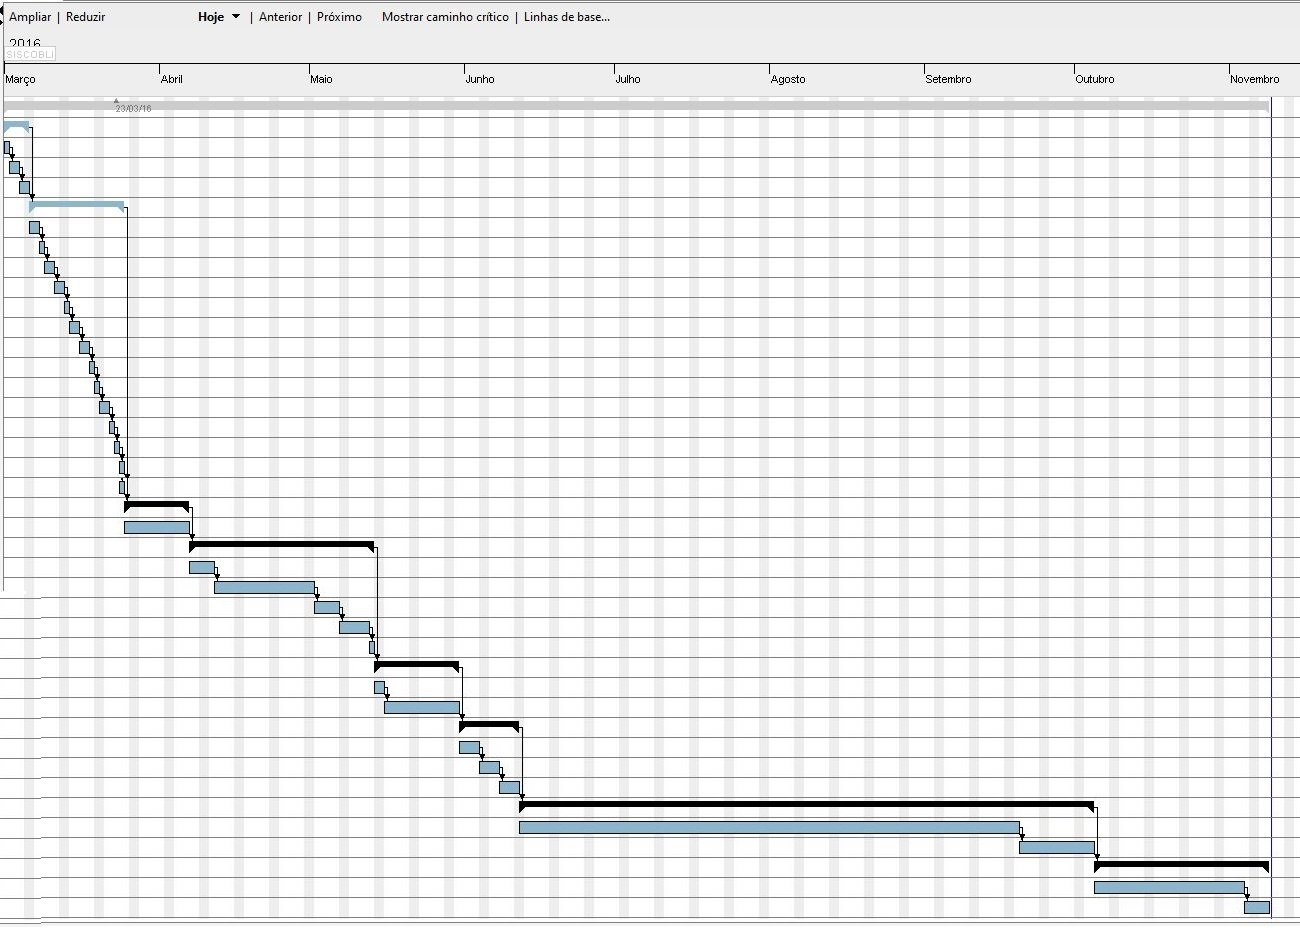 Ampliar | Reduzir Hoje | Anterior | Próximo Mostrar caminho crítico | Linhas de base...
2016
SISCOBLI
Março Abril Maio Junho Julho Agosto Setembro Outubro Novembro
23/03/16